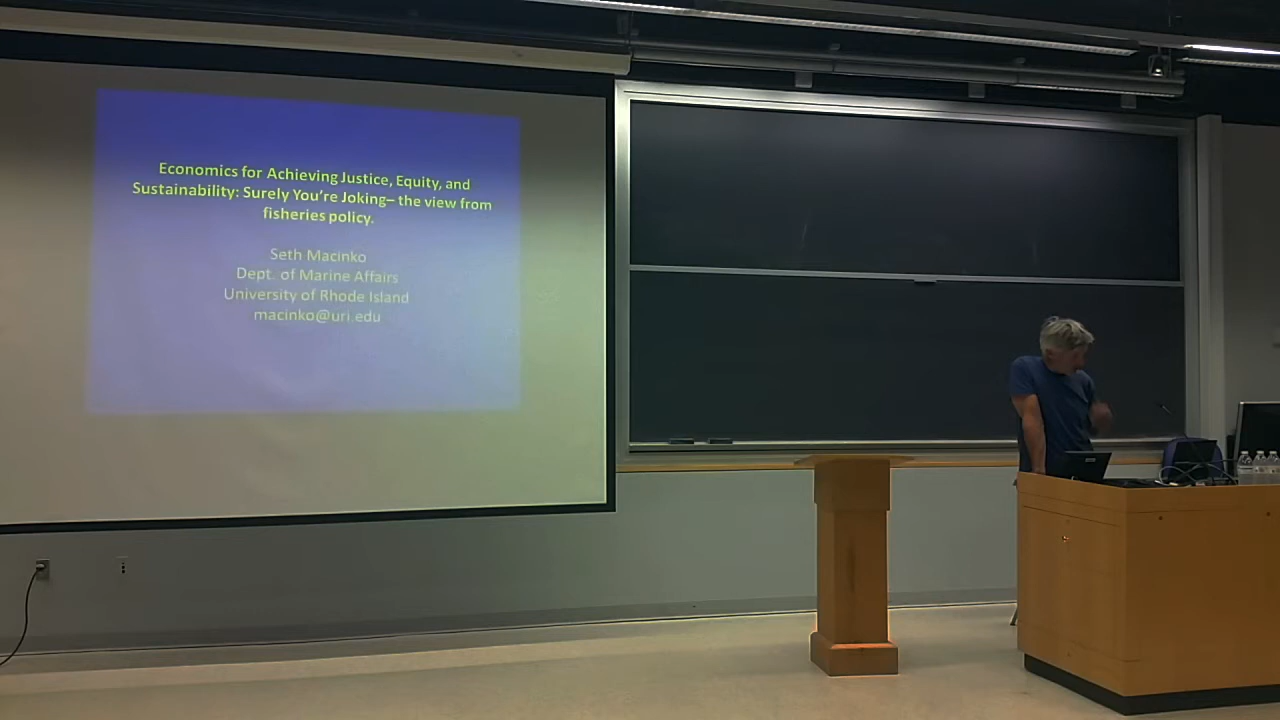 Economics for Achieving Justice, Equity, and
Sustainability: Surely You're Joking– the view from
fisheries policy.
Seth Macinko
Dept. of Marine Affairs
University of Rhode Island
macinko@uri.edu